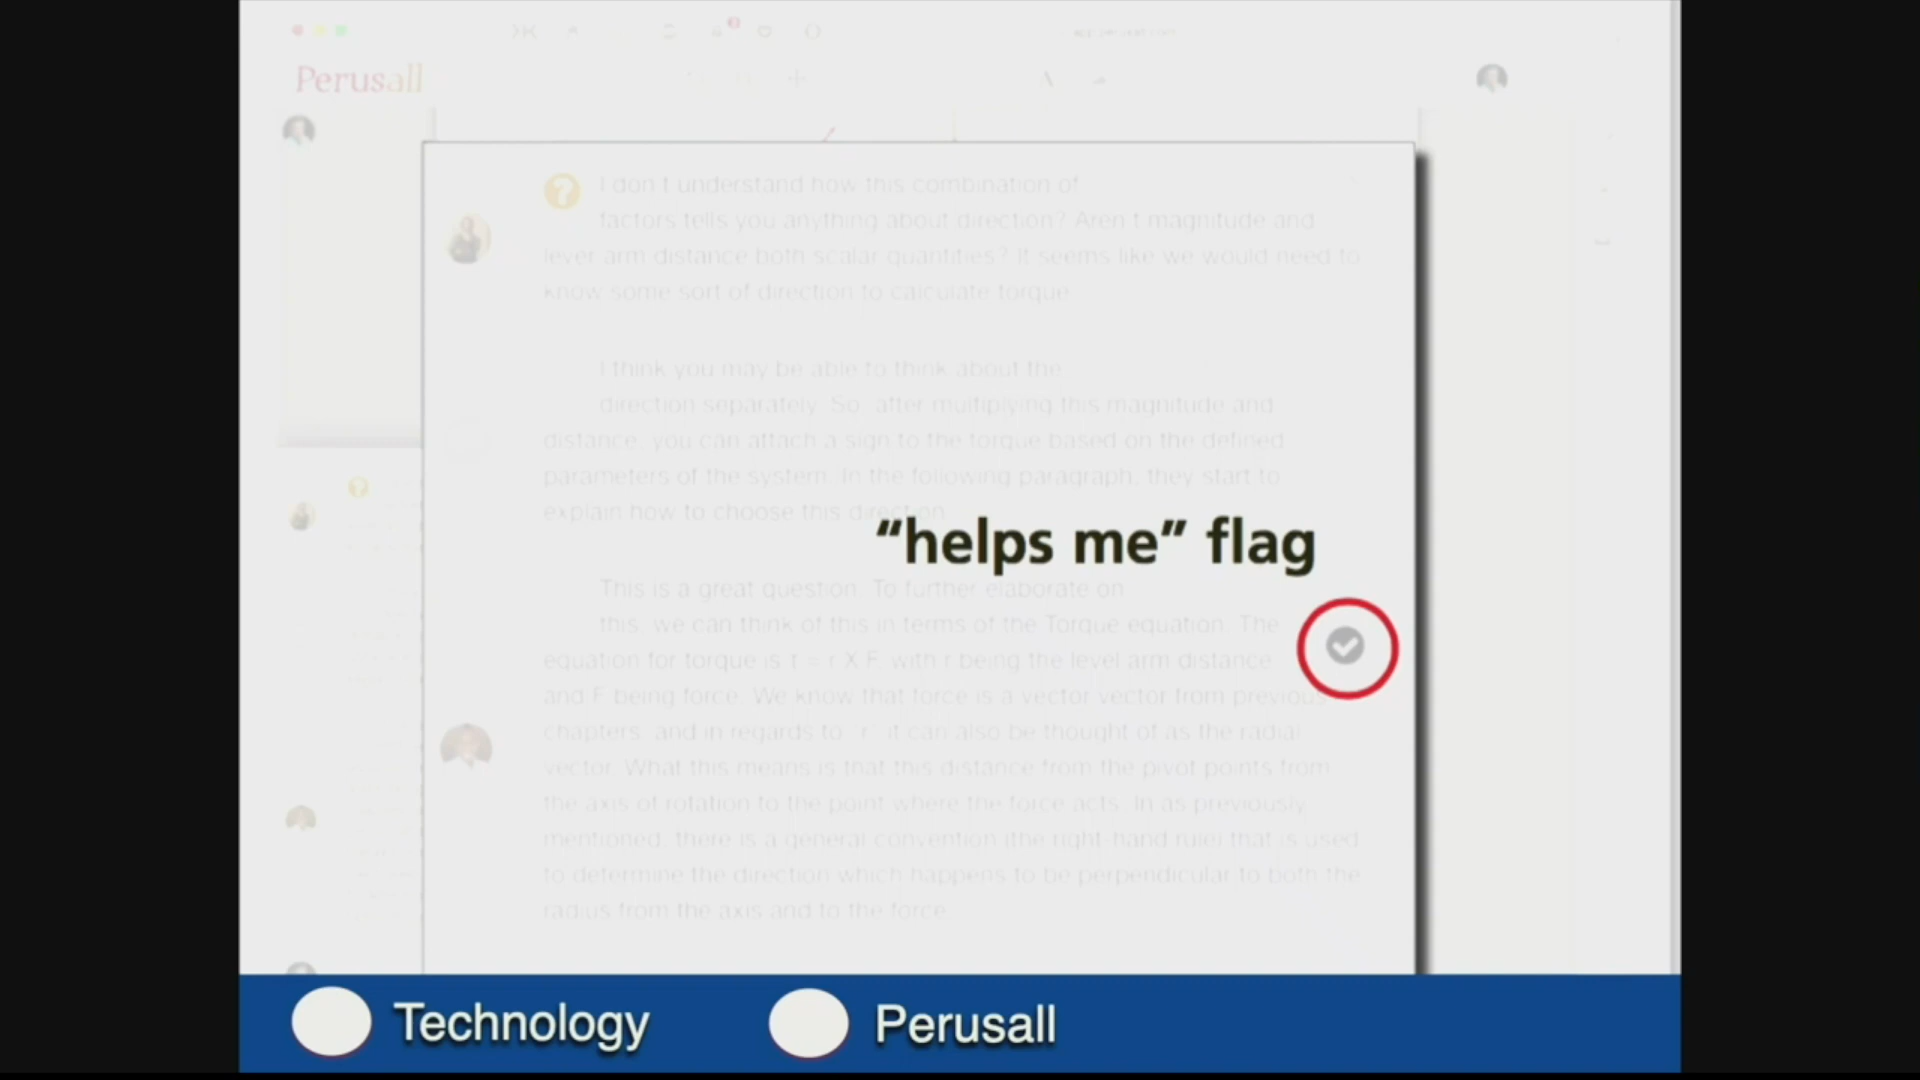 Perusall
I don't understand how this combination of
factors tells you anything about direction? Aren't magnitude and
lever arm distance both scalar quantities? It seems like we would need to
know some sort of direction to calculate torque
I think you may be able to think about the
direction separately. So, after multiplying this magnitude and
distance, you can attach a sign to the torque based on the defined
parameters of the system. In the following paragraph, they start to
explain how to choose this direction
“helps me” flag
This is a great question. To further elaborate on
this, we can think of this in terms of the Torque equation. The
equation for torque is t = r X F with r being the level arm distance
and F being force. We know that force is a vector vector from previous
chapters, and in regards to "r" it can also be thought of as the radial
vector. What this means is that this distance from the pivot points from
the axis of rotation to the point where the force acts. In as previously
mentioned, there is a general convention (the right-hand rule) that is used
to determine the direction which happens to be perpendicular to both the
radius from the axis and to the force
Technology
Perusall